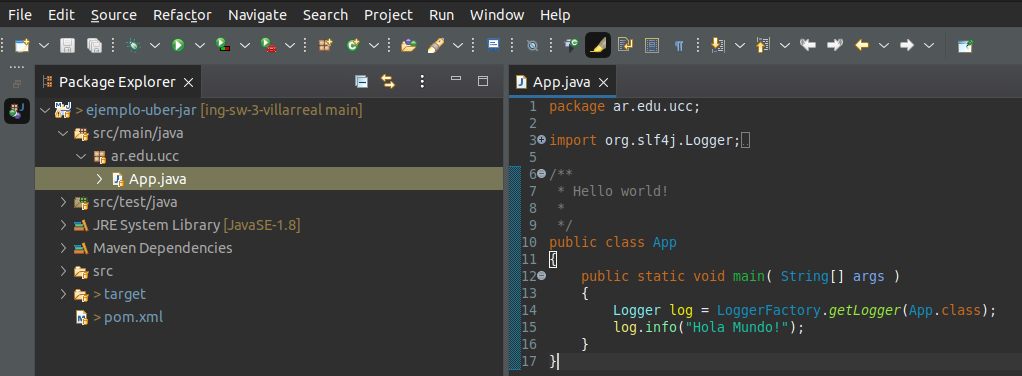 File Edit Source Refactor Navigate Search Project Run Window Help
Package Explorer
> ejemplo-uber-jar [ing-sw-3-villarreal main]
src/main/java
ar.edu.ucc
App.java
src/test/java
JRE System Library [JavaSE-1.8]
Maven Dependencies
src
> target
> pom.xml
App.java
1 package ar.edu.ucc;
2
3 import org.slf4j.Logger;
5
6 /**
7 * Hello world!
8 *
9 */
10 public class App
11 {
12 public static void main( String[] args )
13 {
14 Logger log = LoggerFactory.getLogger(App.class);
15 log.info("Hola Mundo!");
16 }
17 }